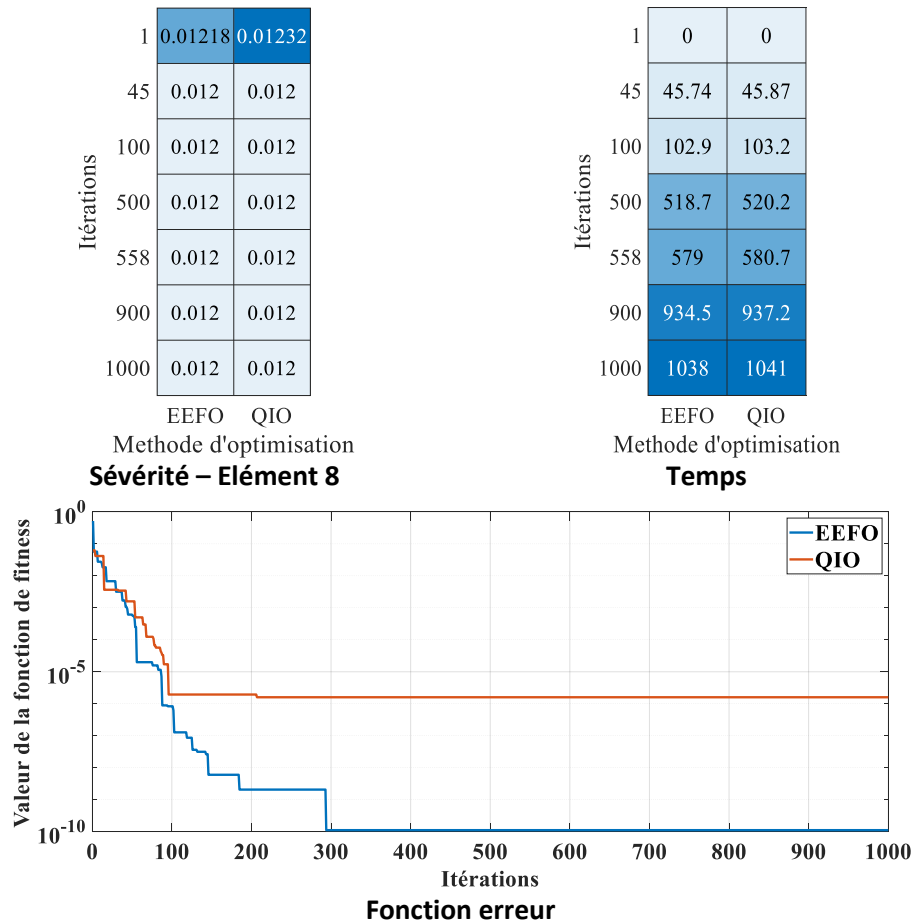 1 0.01218 0.01232
45 0.012 0.012
100 0.012 0.012
500 0.012 0.012
558 0.012 0.012
900 0.012 0.012
1000 0.012 0.012
Itérations
EEFO QIO
Methode d'optimisation
Sévérité – Elément 8
1 0 0
45 45.74 45.87
100 102.9 103.2
500 518.7 520.2
558 579 580.7
900 934.5 937.2
1000 1038 1041
Itérations
EEFO QIO
Methode d'optimisation
Temps
Valeur de la fonction de fitness
10^0
10^-5
10^-10
EEFO
QIO
0 100 200 300 400 500 600 700 800 900 1000
Itérations
Fonction erreur